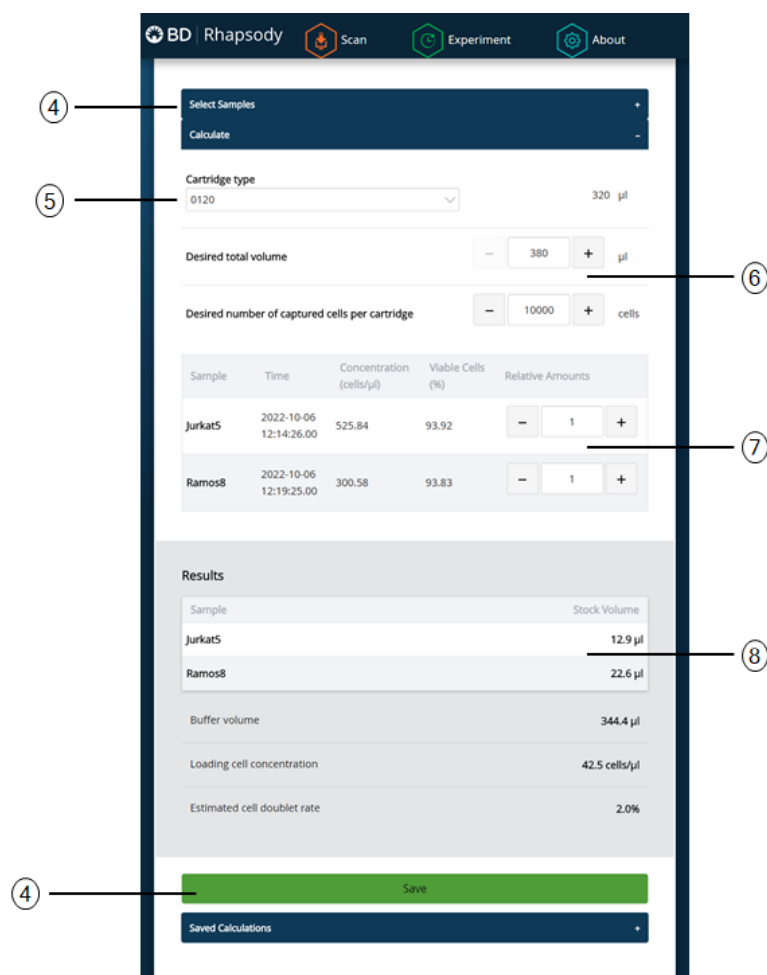 BD Rhapsody Scan Experiment About
④ Select Samples +
Calculate –
Cartridge type
⑤ 0120 320 µl
Desired total volume – 380 + µl
⑥
Desired number of captured cells per cartridge – 10000 + cells
Sample Time Concentration (cells/µl) Viable Cells (%) Relative Amounts
Jurkat5 2022-10-06 12:14:26.00 525.84 93.92 – 1 +
⑦
Ramos8 2022-10-06 12:19:25.00 300.58 93.83 – 1 +
Results
Sample Stock Volume
Jurkat5 12.9 µl
⑧
Ramos8 22.6 µl
Buffer volume 344.4 µl
Loading cell concentration 42.5 cells/µl
Estimated cell doublet rate 2.0%
④ Save
Saved Calculations +